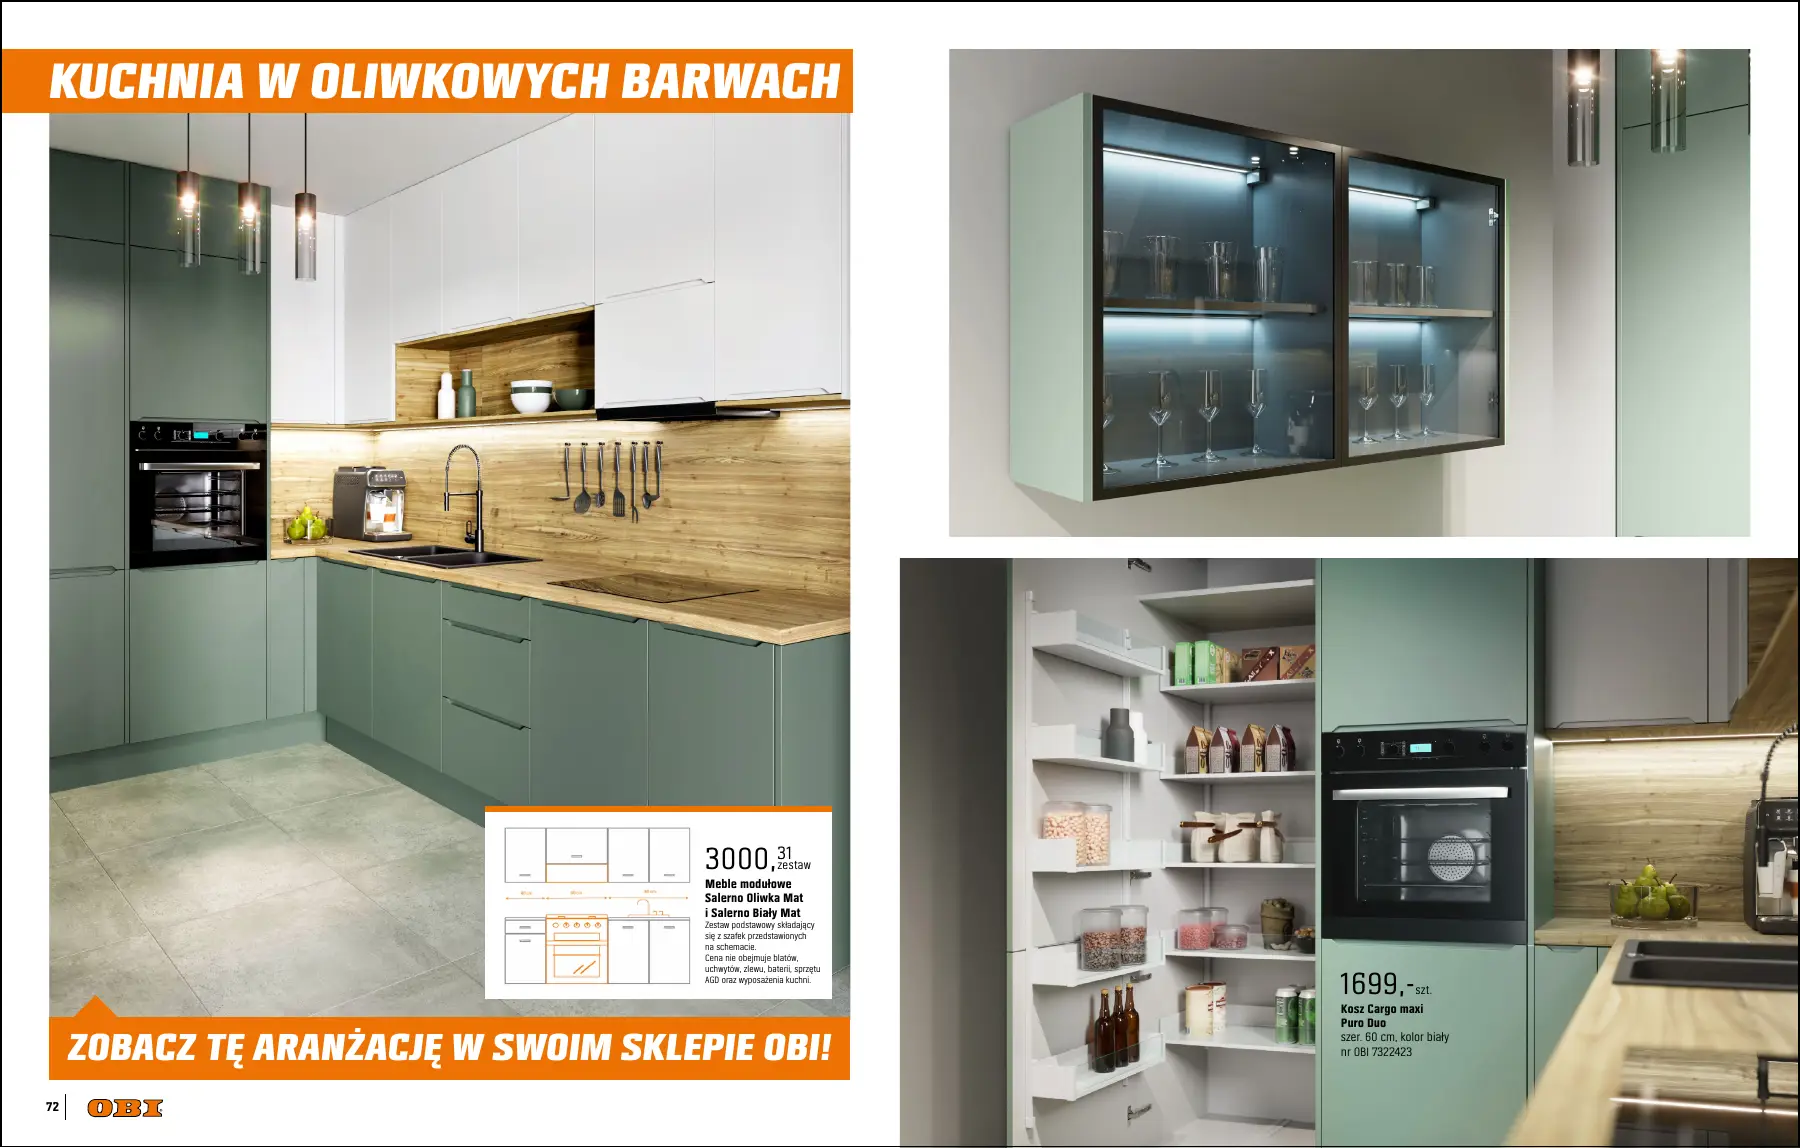 KUCHNIA W OLIWKOWYCH BARWACH
3000,31
zestaw
Meble modułowe
Salerno Oliwka Mat
i Salerno Biały Mat
Zestaw podstawowy składający
się z szafek przedstawionych
na schemacie.
Cena nie obejmuje blatów,
uchwytów, zlewu, baterii, sprzętu
AGD oraz wyposażenia kuchni.
ZOBACZ TĘ ARANŻACJĘ W SWOIM SKLEPIE OBI!
72
OBI
1699,- szt.
Kosz Cargo maxi
Puro Duo
szer. 60 cm, kolor biały
nr OBI 7322423